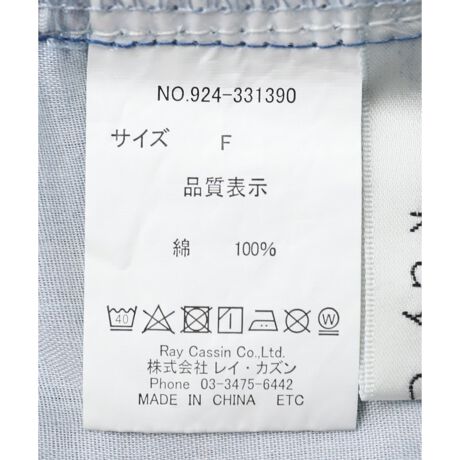 NO.924-331390
サイズ F
品質表示
綿 100%
40 W
Ray Cassin Co.,Ltd.
株式会社 レイ・カズン
Phone 03-3475-6442
MADE IN CHINA ETC